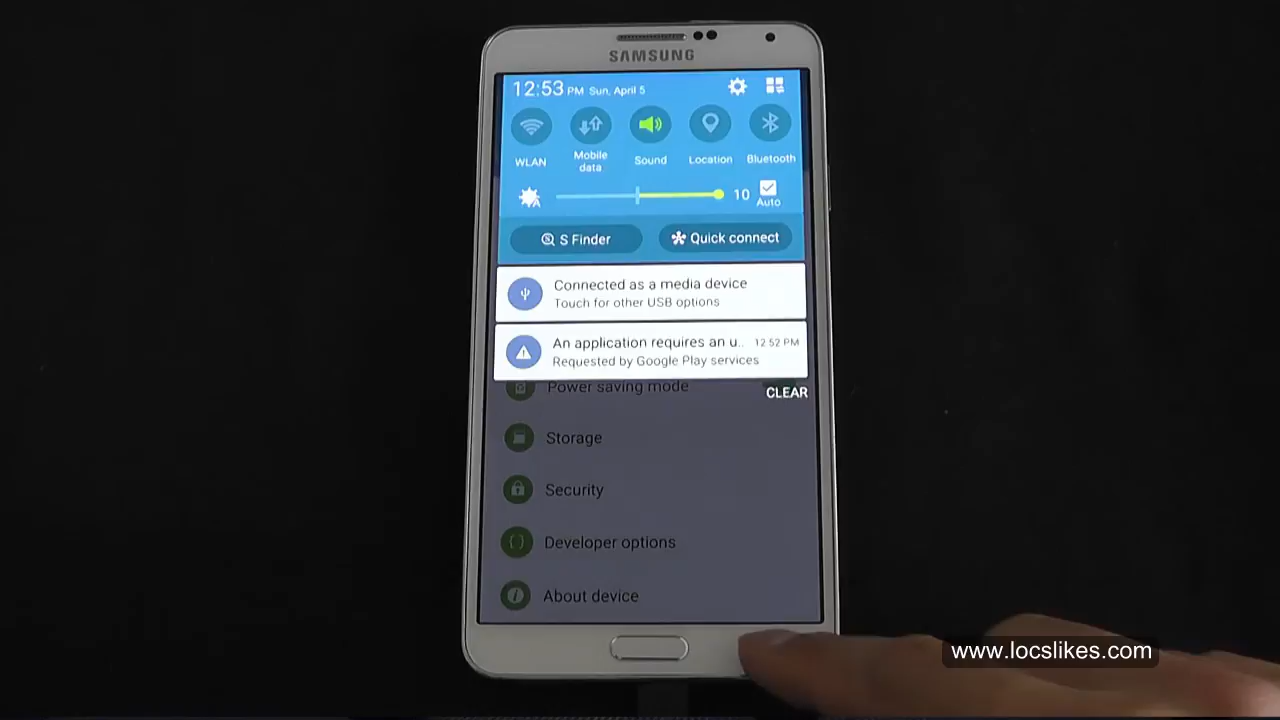 SAMSUNG
12:53 PM Sun, April 5
WLAN
Mobile data
Sound
Location
Bluetooth
10
Auto
S Finder
Quick connect
Connected as a media device
Touch for other USB options
An application requires an u.. 12:52 PM
Requested by Google Play services
Power saving mode
CLEAR
Storage
Security
Developer options
About device
www.locslikes.com